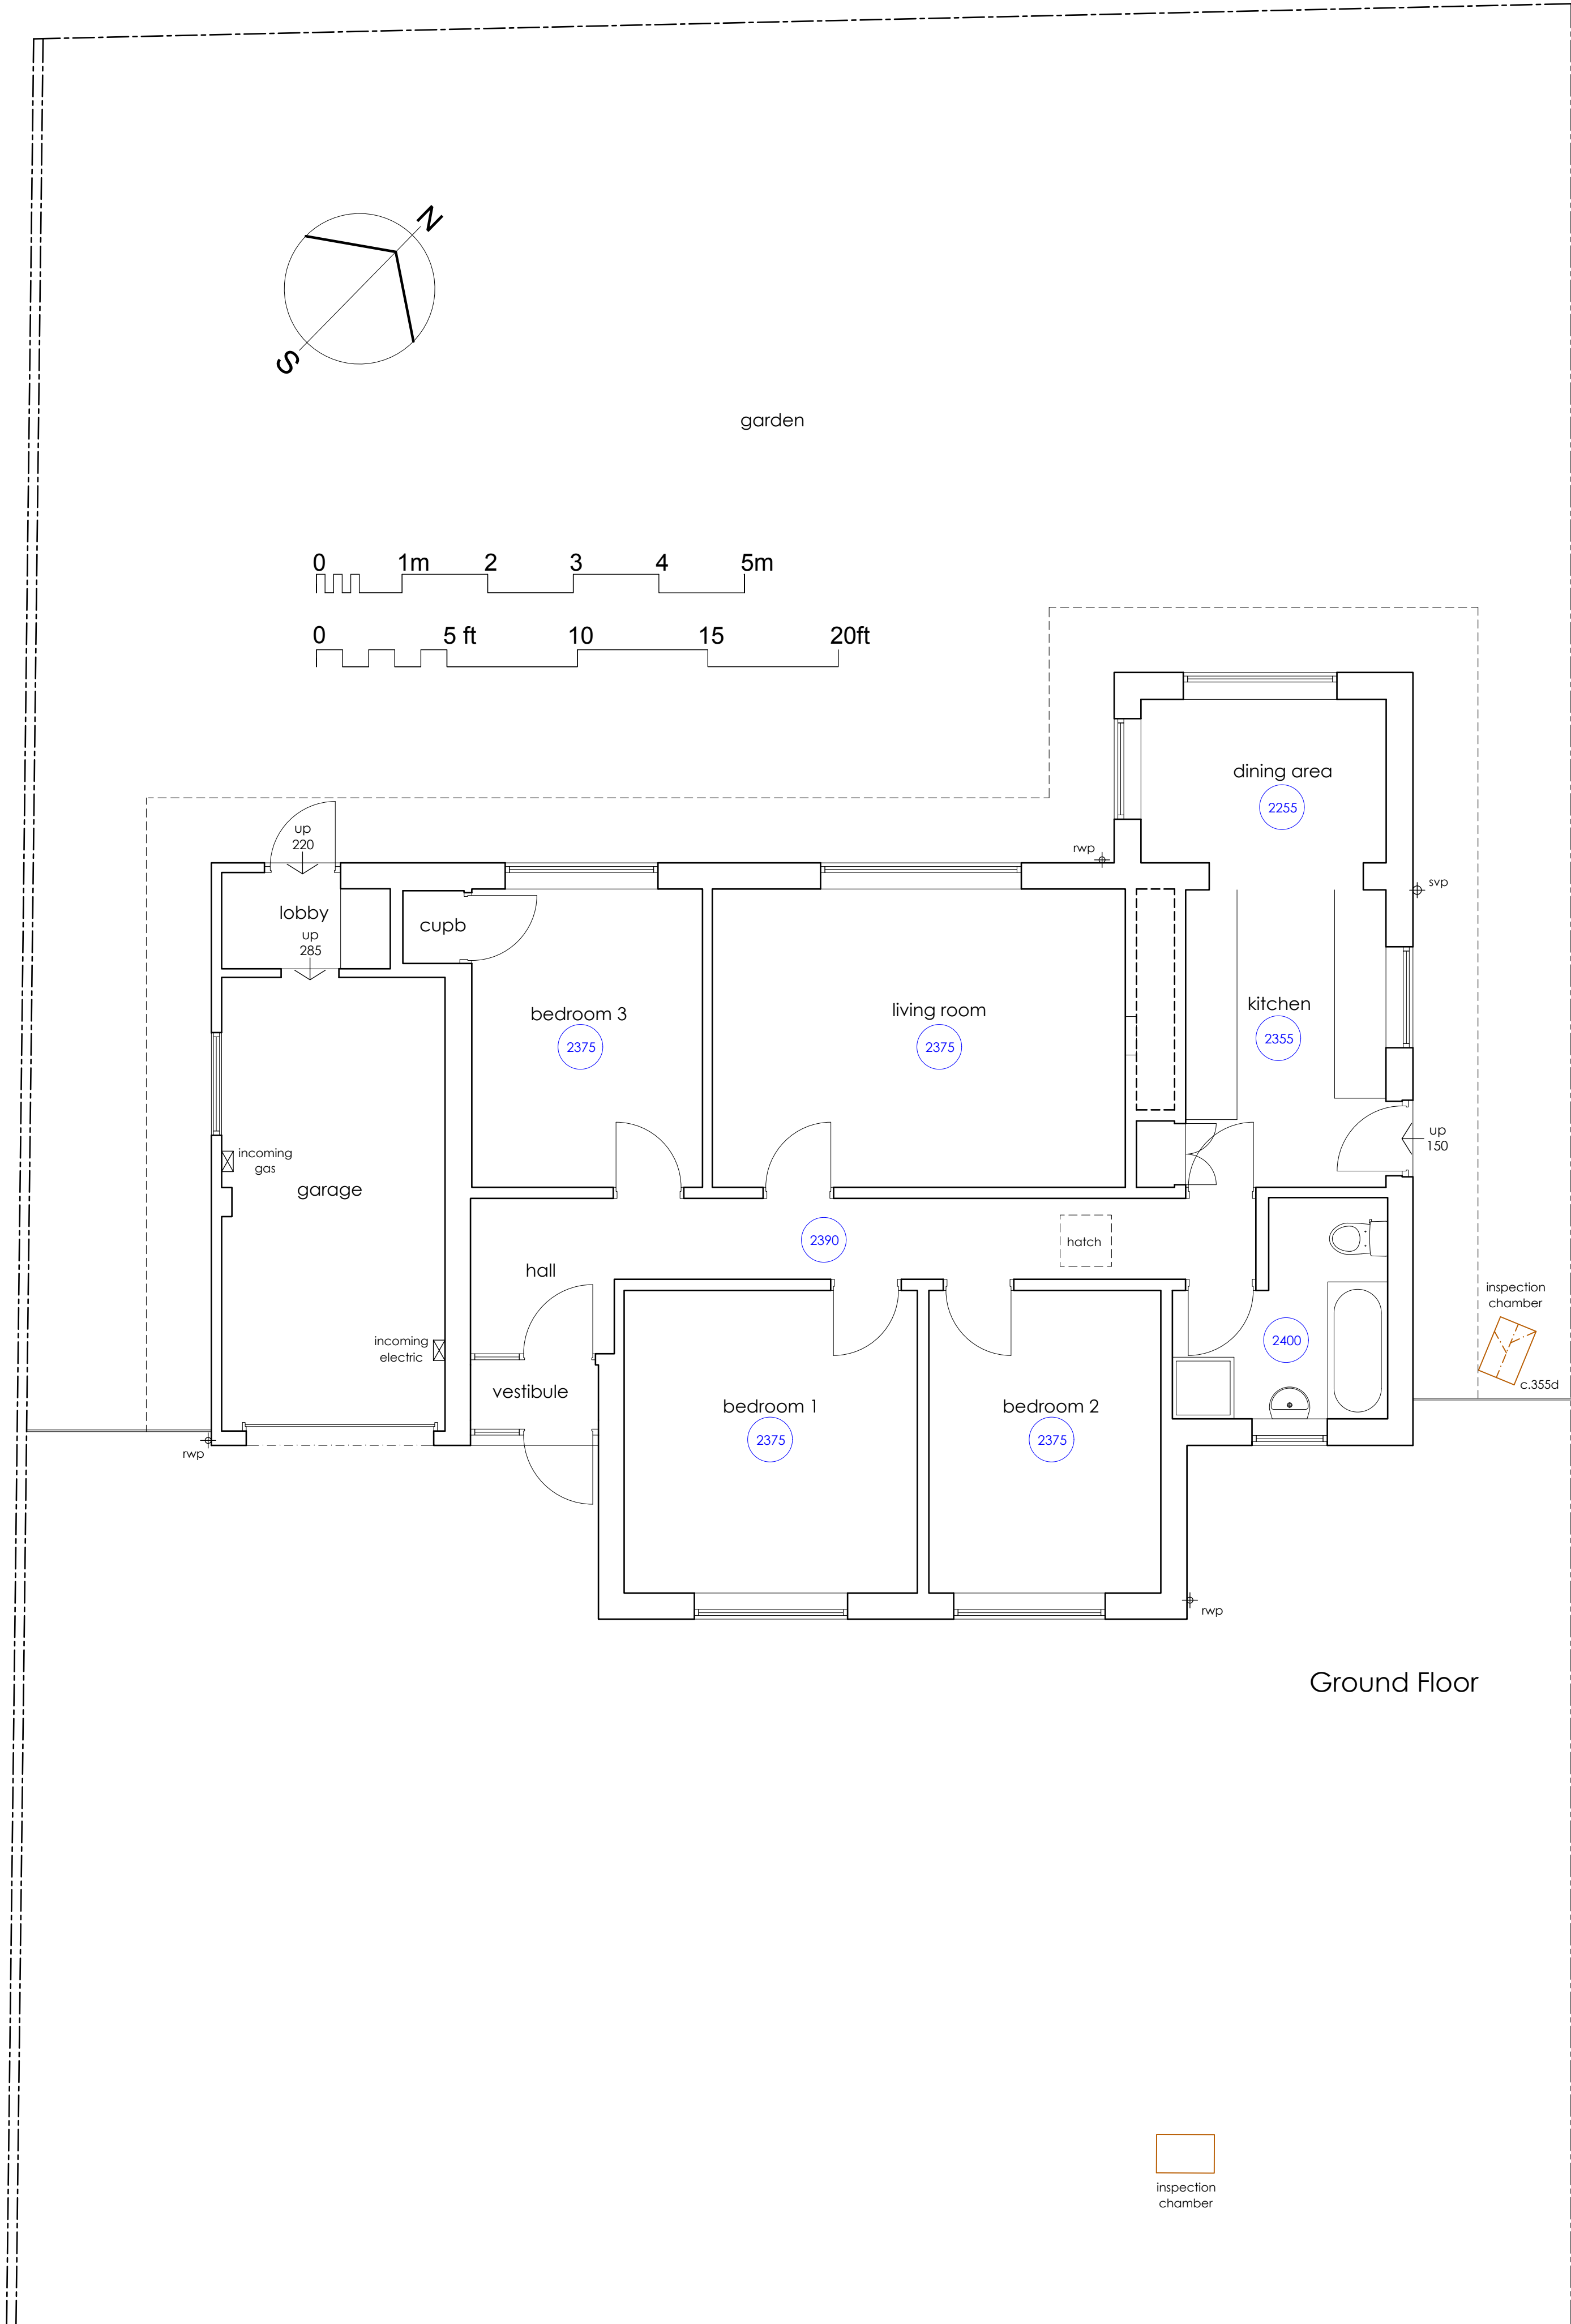 N
S
garden
0 1m 2 3 4 5m
0 5 ft 10 15 20ft
dining area
2255
up
220
rwp
svp
lobby
cupb
up
285
bedroom 3
2375
living room
2375
kitchen
2355
up
150
incoming
gas
garage
2390
hatch
hall
inspection
chamber
c.355d
incoming
electric
2400
vestibule
bedroom 1
2375
bedroom 2
2375
rwp
rwp
Ground Floor
inspection
chamber